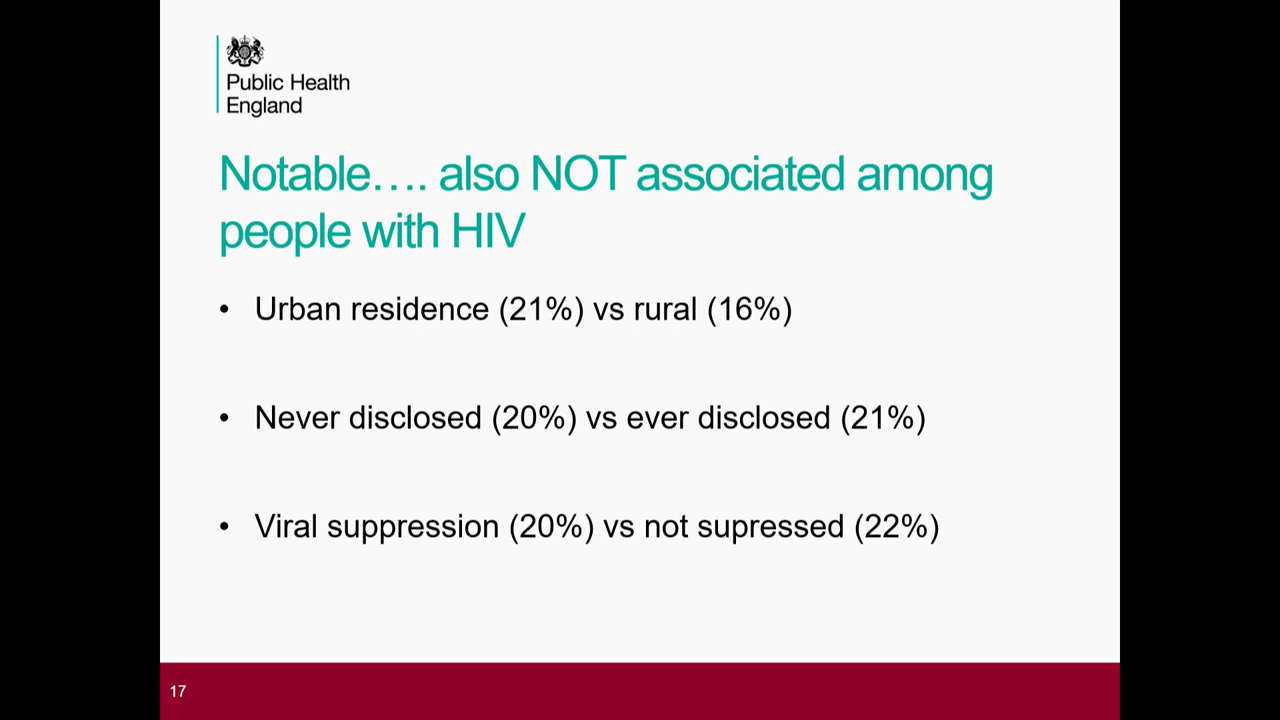 Public Health
England
Notable…. also NOT associated among
people with HIV
• Urban residence (21%) vs rural (16%)
• Never disclosed (20%) vs ever disclosed (21%)
• Viral suppression (20%) vs not supressed (22%)
17